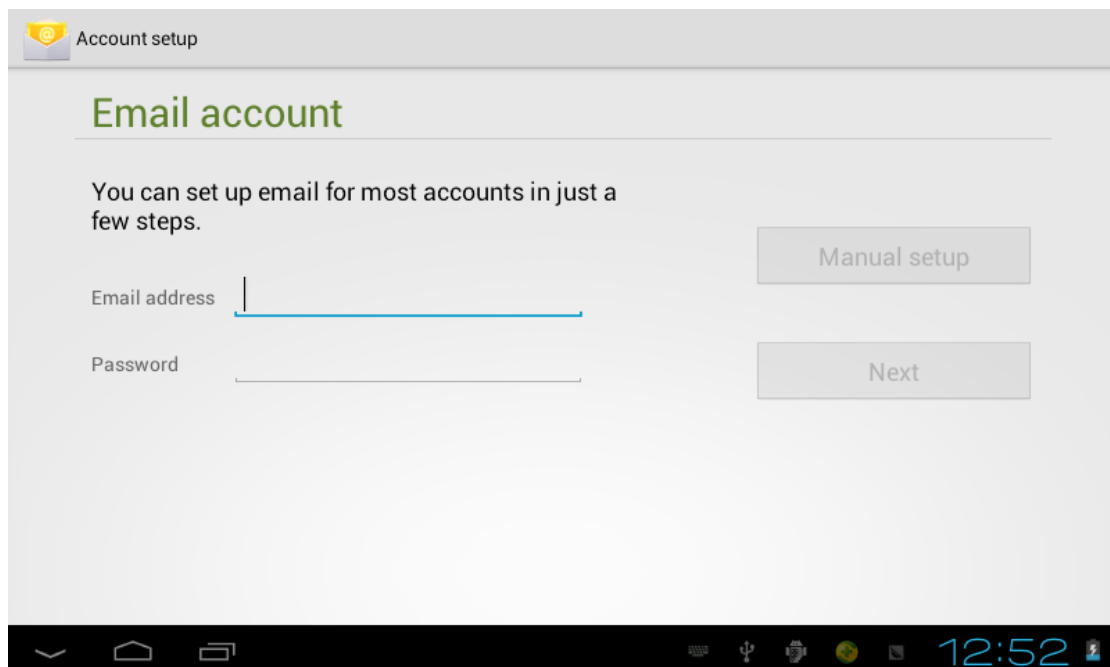 Account setup
Email account
You can set up email for most accounts in just a
few steps.
Manual setup
Email address
Password
Next
12:52